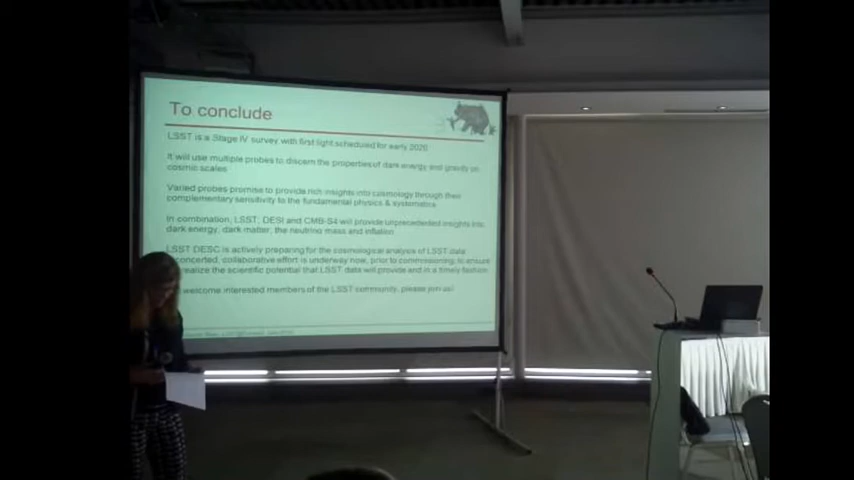 To conclude
LSST is a Stage IV survey with first light scheduled for early 2020
It will use multiple probes to discern the properties of dark energy and gravity on
cosmic scales
Varied probes promise to provide rich insights into cosmology through their
complementary sensitivity to the fundamental physics & systematics
In combination, LSST, DESI and CMB-S4 will provide unprecedented insights into
dark energy, dark matter, the neutrino mass and inflation
LSST DESC is actively preparing for the cosmological analysis of LSST data
concerted, collaborative effort is underway now, prior to commissioning, to ensure
realize the scientific potential that LSST data will provide and in a timely fashion
welcome interested members of the LSST community, please join us!